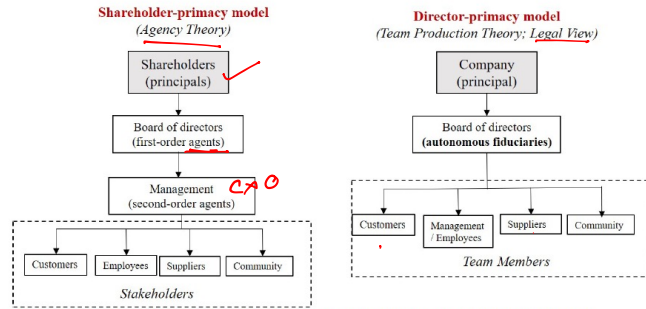 Shareholder-primacy model
(Agency Theory)
Shareholders
(principals)
Board of directors
(first-order agents)
Management
(second-order agents)
CXO
Customers
Employees
Suppliers
Community
Stakeholders
Director-primacy model
(Team Production Theory; Legal View)
Company
(principal)
Board of directors
(autonomous fiduciaries)
Customers
Management
/ Employees
Suppliers
Community
Team Members